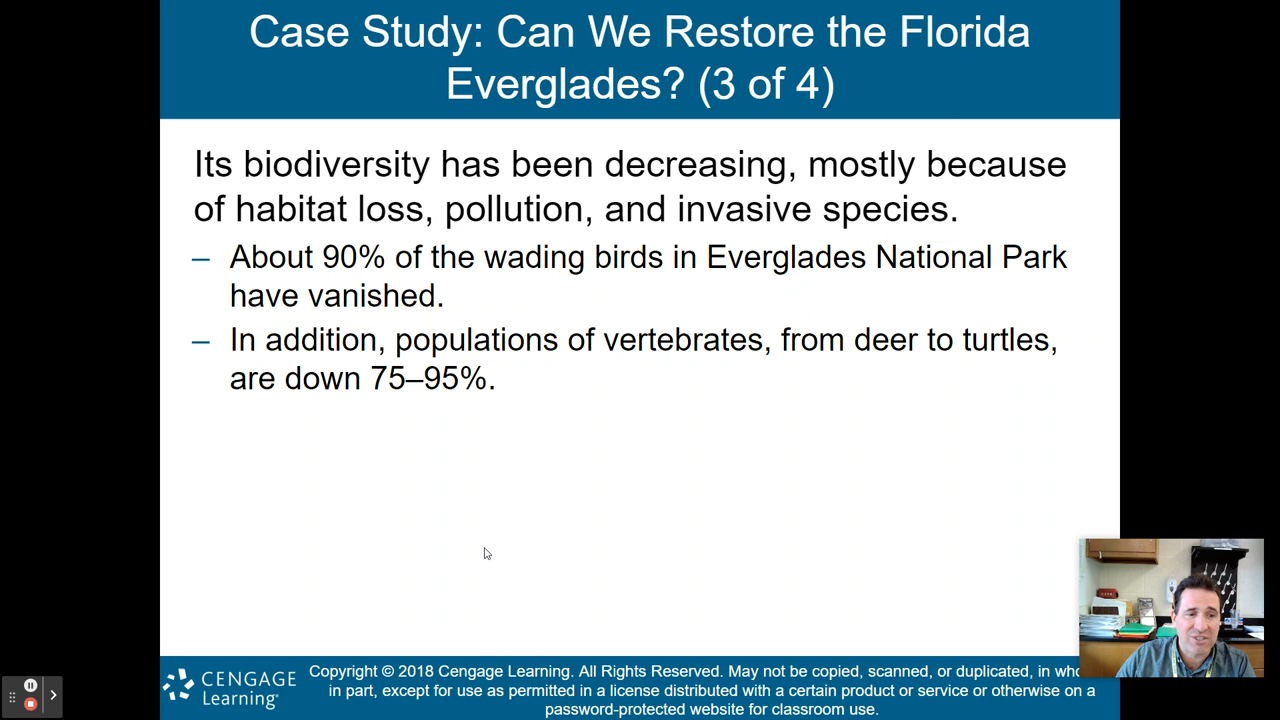 Case Study: Can We Restore the Florida
Everglades? (3 of 4)
Its biodiversity has been decreasing, mostly because
of habitat loss, pollution, and invasive species.
– About 90% of the wading birds in Everglades National Park
have vanished.
– In addition, populations of vertebrates, from deer to turtles,
are down 75–95%.
CENGAGE
Learning®
Copyright © 2018 Cengage Learning. All Rights Reserved. May not be copied, scanned, or duplicated, in
in part, except for use as permitted in a license distributed with a certain product or service or otherwise on a
password-protected website for classroom use.